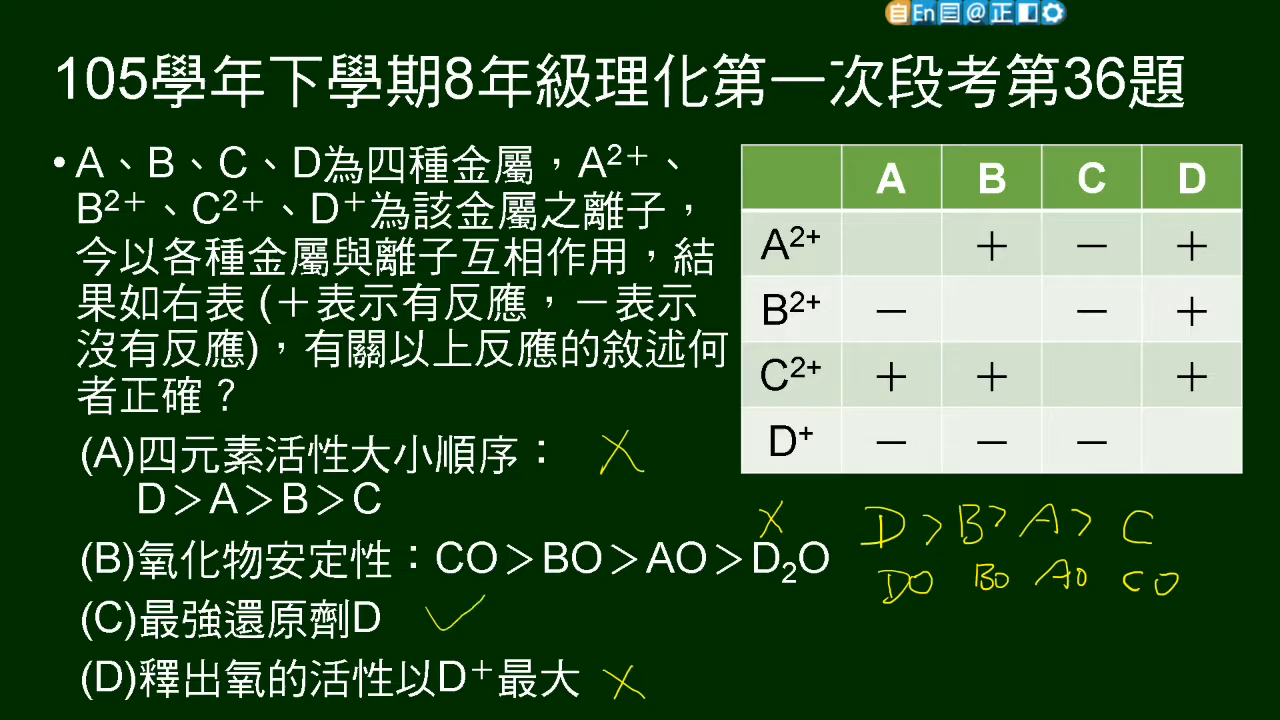 自En@正
105學年下學期8年級理化第一次段考第36題
•A、B、C、D為四種金屬，A²⁺、
B²⁺、C²⁺、D⁺為該金屬之離子，
今以各種金屬與離子互相作用，結
果如右表 (＋表示有反應，－表示
沒有反應)，有關以上反應的敘述何
者正確？
(A)四元素活性大小順序：
D＞A＞B＞C
(B)氧化物安定性：CO＞BO＞AO＞D₂O
(C)最強還原劑D
(D)釋出氧的活性以D⁺最大
A B C D
A²⁺ ＋ － ＋
B²⁺ － － ＋
C²⁺ ＋ ＋ ＋
D⁺ － － －
D > B > A > C
DO BO AO CO